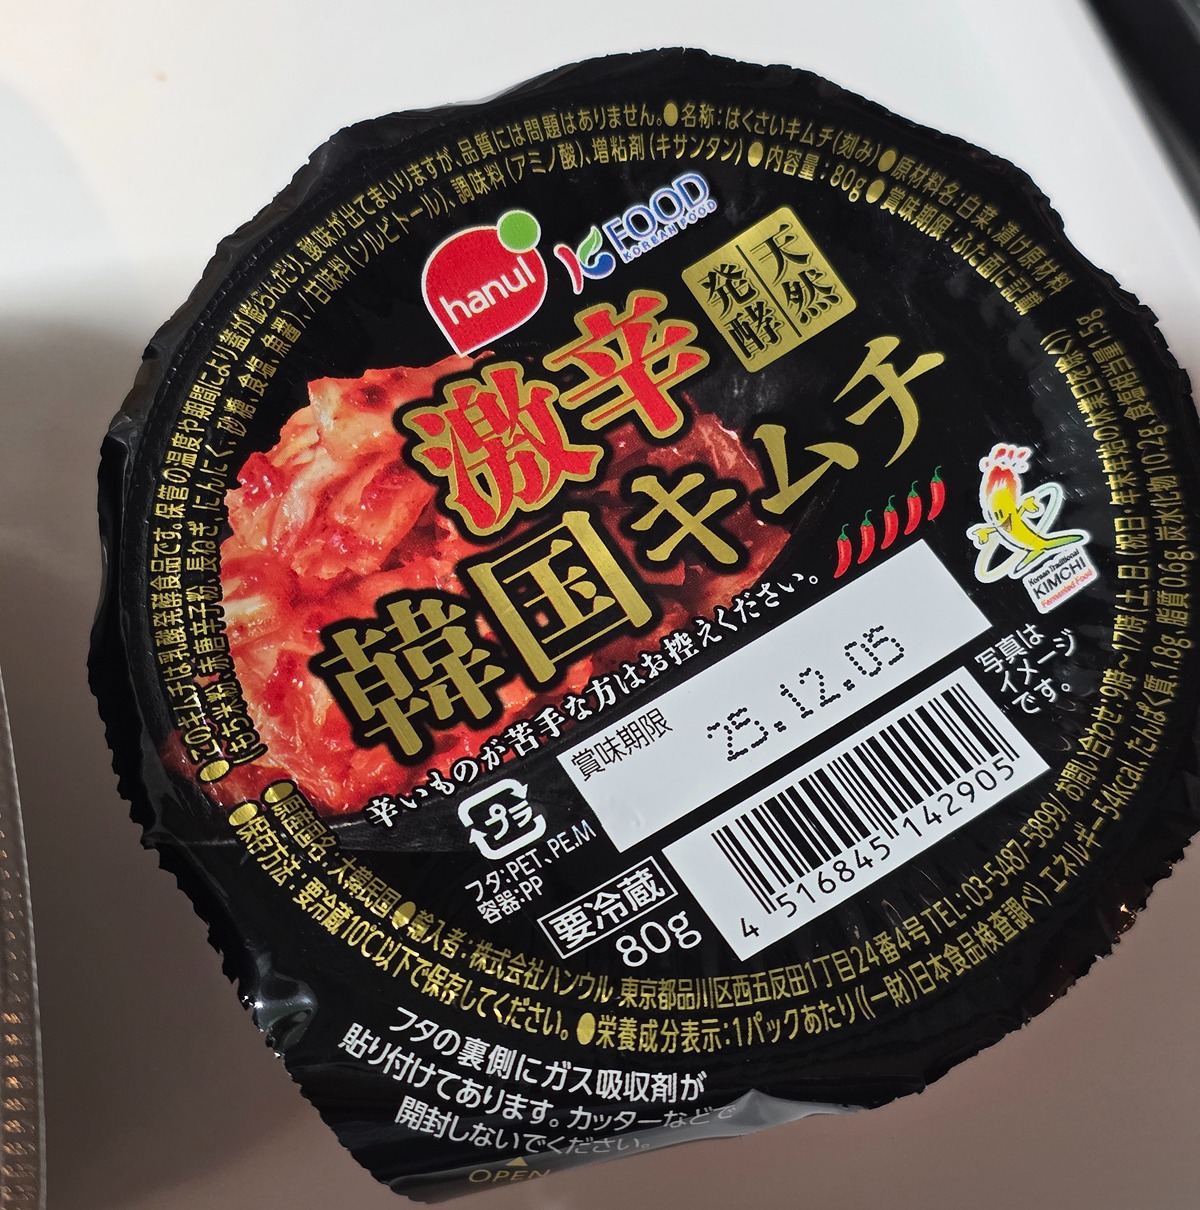 ●このキムチは乳酸発酵食品です。保管の温度や期間により蓋が膨らんだり、酸味が出てまいりますが、品質には問題はありません。●名称:はくさいキムチ(刻み)●原材料名:白菜、漬け原材料
(もち米粉、赤唐辛子粉、長ねぎ、にんにく、砂糖、食塩、魚醤)、/甘味料(ソルビトール)、調味料(アミノ酸)、増粘剤(キサンタン)●内容量:80g●賞味期限:ふた面に記載
hanul
K FOOD
KOREAN FOOD
天然
発酵
激辛
韓国キムチ
辛いものが苦手な方はお控えください。
Korean Traditional
KIMCHI
Fermented Food
写真は
イメージ
です。
賞味期限
25.12.05
4516845142905
プラ
フタ:PET、PE.M
容器:PP
要冷蔵
80g
●原産国名:大韓民国●輸入者:株式会社ハンウル 東京都品川区西五反田1丁目24番4号 TEL:03-5487-5899/お問い合わせ:9時~17時(土・日、祝日・年末年始の休業日を除く)
●保存方法:要冷蔵10℃以下で保存してください。●栄養成分表示:1パックあたり((一財)日本食品検査調べ)エネルギー54kcal、たんぱく質1.8g、脂質0.6g、炭水化物10.2g、食塩相当量1.5g
フタの裏側にガス吸収剤が
貼り付けてあります。カッターなどで
開封しないでください。
OPEN